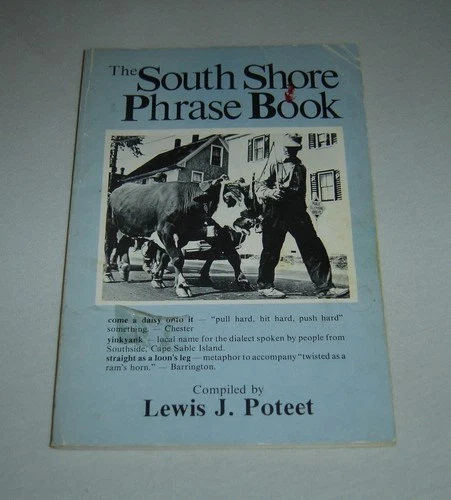 The South Shore
Phrase Book
come a daisy onto it — "pull hard, hit hard, push hard"
something. — Chester
yinkyank — local name for the dialect spoken by people from
Southside, Cape Sable Island.
straight as a loon's leg — metaphor to accompany "twisted as a
ram's horn." — Barrington.
Compiled by
Lewis J. Poteet